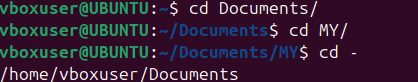 vboxuser@UBUNTU:~$ cd Documents/
vboxuser@UBUNTU:~/Documents$ cd MY/
vboxuser@UBUNTU:~/Documents/MY$ cd -
/home/vboxuser/Documents